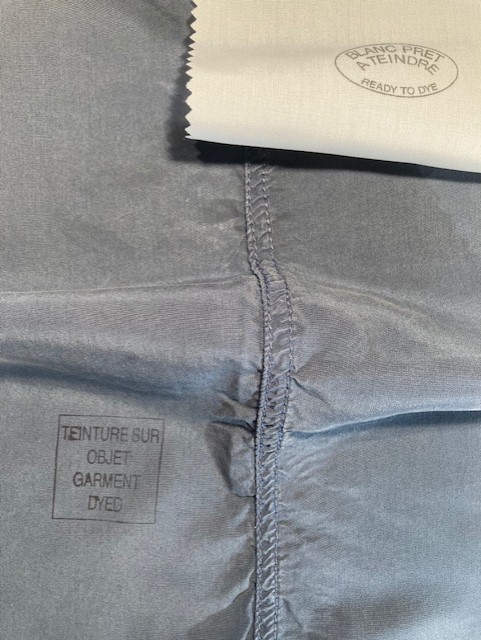 BLANC PRET
A TEINDRE
READY TO DYE
TEINTURE SUR
OBJET
GARMENT
DYED